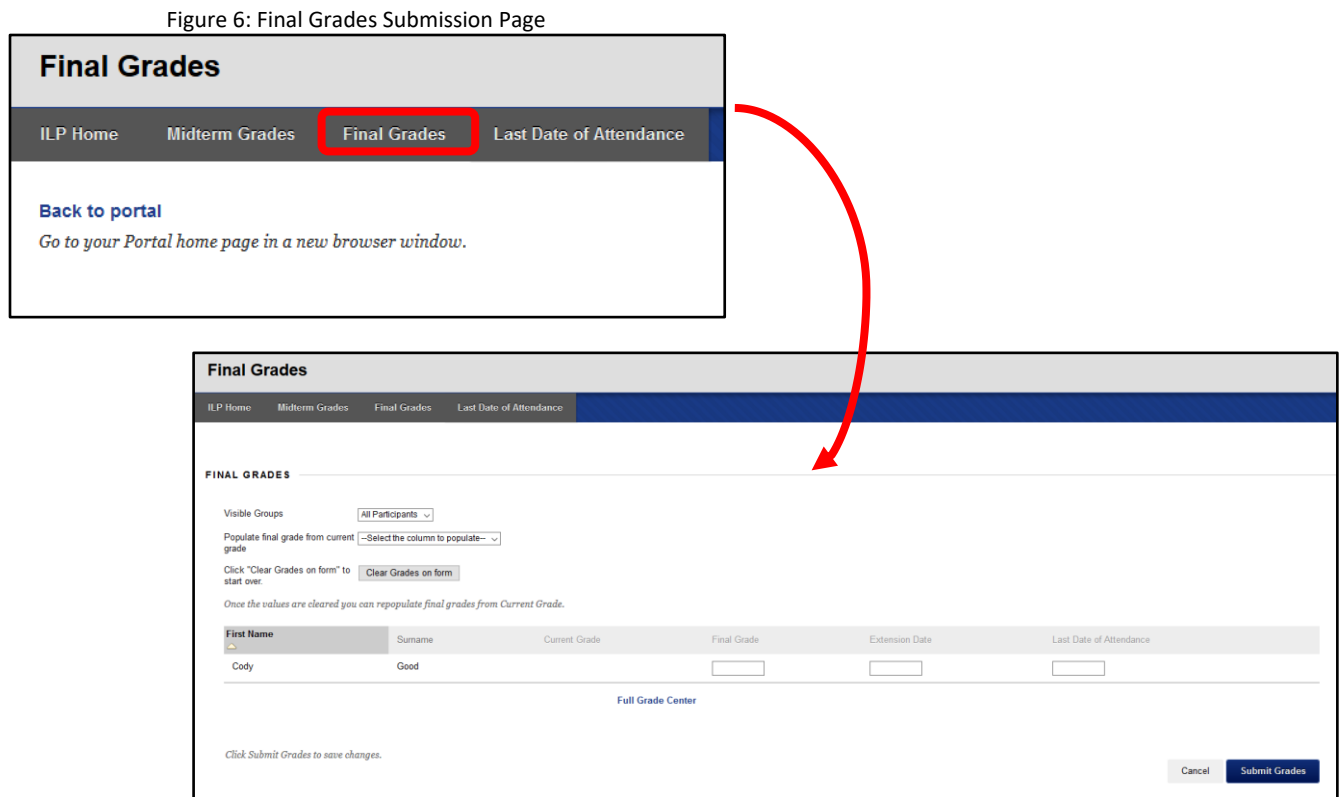 Figure 6: Final Grades Submission Page
Final Grades
ILP Home Midterm Grades Final Grades Last Date of Attendance
Back to portal
Go to your Portal home page in a new browser window.
Final Grades
ILP Home Midterm Grades Final Grades Last Date of Attendance
FINAL GRADES
Visible Groups All Participants
Populate final grade from current --Select the column to populate--
grade
Click "Clear Grades on form" to Clear Grades on form
start over.
Once the values are cleared you can repopulate final grades from Current Grade.
First Name Surname Current Grade Final Grade Extension Date Last Date of Attendance
Cody Good
Full Grade Center
Click Submit Grades to save changes.
Cancel Submit Grades